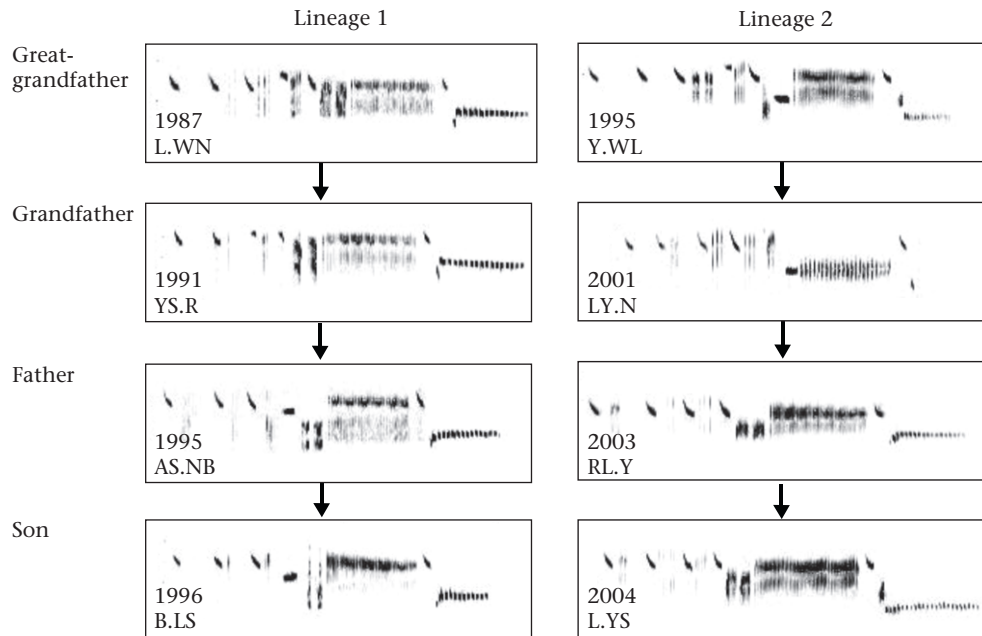 Lineage 1
Lineage 2
Great-
grandfather
1987
L.WN
1995
Y.WL
Grandfather
1991
YS.R
2001
LY.N
Father
1995
AS.NB
2003
RL.Y
Son
1996
B.LS
2004
L.YS